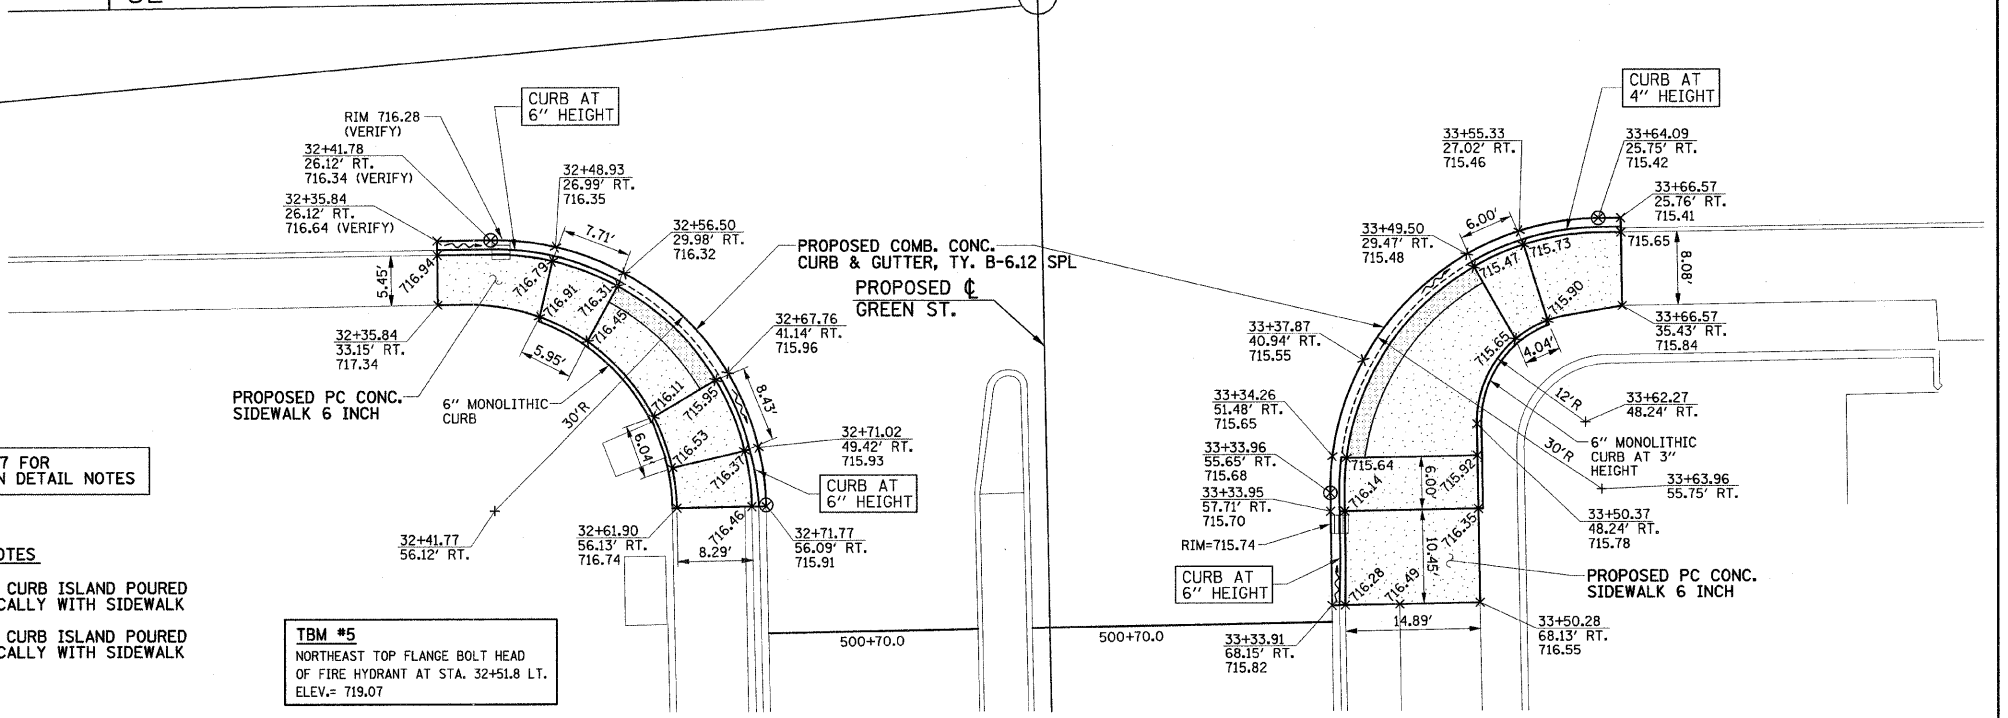 RIM 716.28
(VERIFY)
CURB AT
6" HEIGHT
32+41.78
26.12' RT.
716.34 (VERIFY)
32+35.84
26.12' RT.
716.64 (VERIFY)
32+48.93
26.99' RT.
716.35
7.71'
32+56.50
29.98' RT.
716.32
PROPOSED COMB. CONC.
CURB & GUTTER, TY. B-6.12 SPL
PROPOSED ℄
GREEN ST.
5.45'
716.94
716.79
716.91
716.31
716.45
32+35.84
33.15' RT.
717.34
5.95'
PROPOSED PC CONC.
SIDEWALK 6 INCH
6" MONOLITHIC
CURB
30'R
716.11
715.95
32+67.76
41.14' RT.
715.96
8.43'
6.04'
716.53
716.37
32+71.02
49.42' RT.
715.93
CURB AT
6" HEIGHT
7 FOR
N DETAIL NOTES
32+41.77
56.12' RT.
32+61.90
56.13' RT.
716.74
716.46
8.29'
32+71.77
56.09' RT.
715.91
OTES
CURB ISLAND POURED
CALLY WITH SIDEWALK
CURB ISLAND POURED
CALLY WITH SIDEWALK
TBM #5
NORTHEAST TOP FLANGE BOLT HEAD
OF FIRE HYDRANT AT STA. 32+51.8 LT.
ELEV.= 719.07
500+70.0
500+70.0
CURB AT
4" HEIGHT
33+55.33
27.02' RT.
715.46
33+64.09
25.75' RT.
715.42
33+66.57
25.76' RT.
715.41
6.00'
33+49.50
29.47' RT.
715.48
715.47
715.73
715.65
8.08'
715.90
33+66.57
35.43' RT.
715.84
33+37.87
40.94' RT.
715.55
715.65
4.04'
12'R
33+62.27
48.24' RT.
33+34.26
51.48' RT.
715.65
30'R
6" MONOLITHIC
CURB AT 3"
HEIGHT
33+33.96
55.65' RT.
715.68
715.64
715.92
6.00'
716.14
33+63.96
55.75' RT.
33+33.95
57.71' RT.
715.70
33+50.37
48.24' RT.
715.78
RIM=715.74
716.35
10.45'
CURB AT
6" HEIGHT
716.28
716.49
PROPOSED PC CONC.
SIDEWALK 6 INCH
14.89'
33+33.91
68.15' RT.
715.82
33+50.28
68.13' RT.
716.55